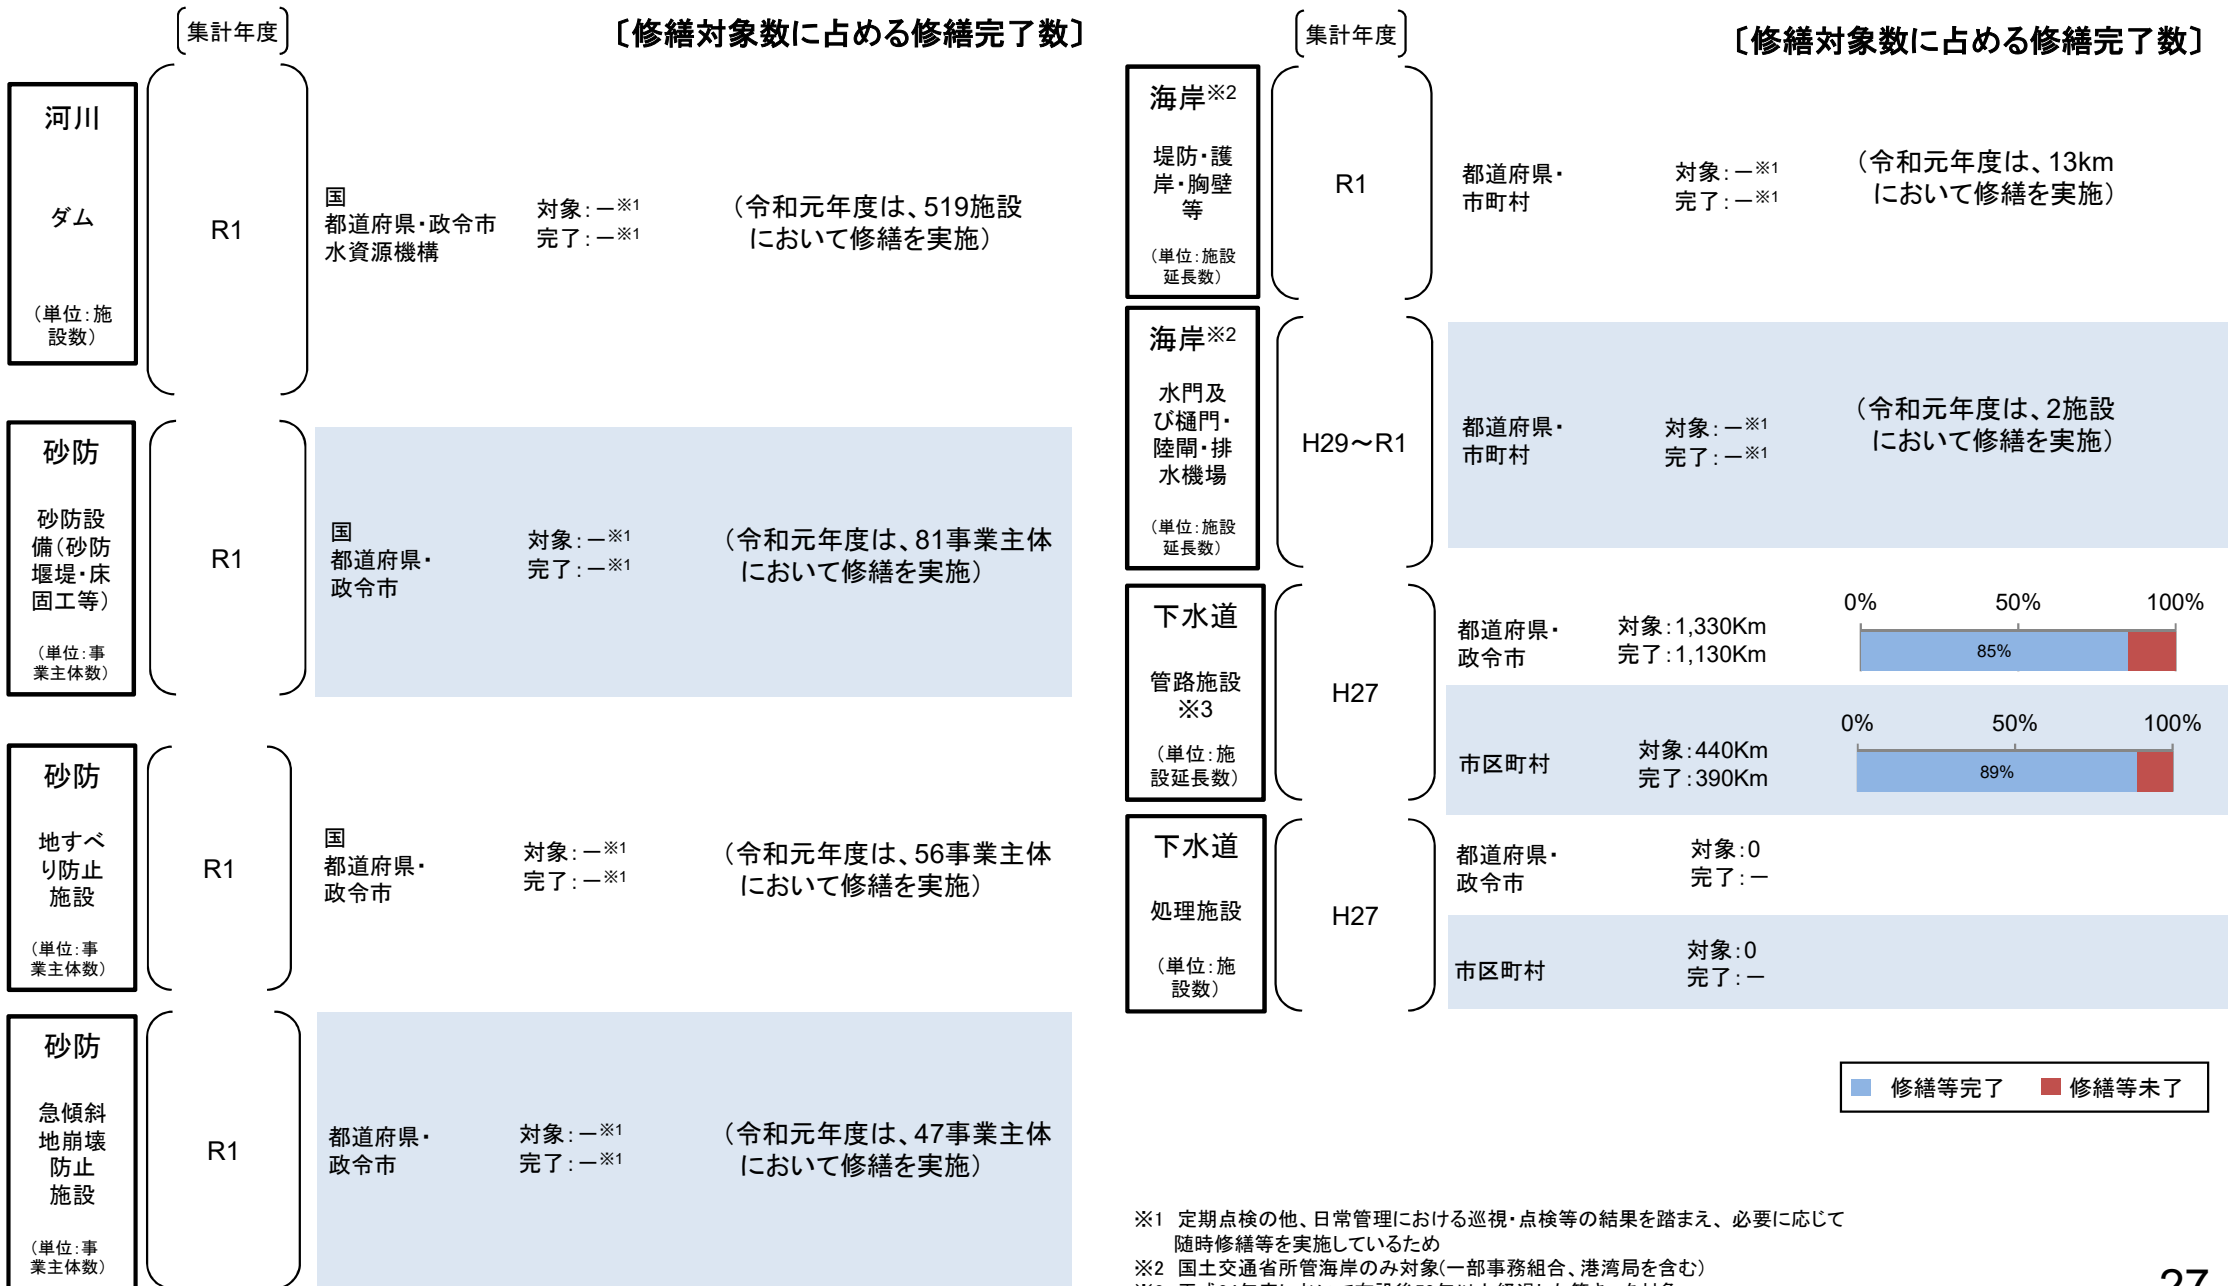 集計年度
〔修繕対象数に占める修繕完了数〕
河川
ダム
（単位：施
設数）
R1
国
都道府県・政令市
水資源機構
対象：－※1
完了：－※1
（令和元年度は、519施設
において修繕を実施）
砂防
砂防設
備（砂防
堰堤・床
固工等）
（単位：事
業主体数）
R1
国
都道府県・
政令市
対象：－※1
完了：－※1
（令和元年度は、81事業主体
において修繕を実施）
砂防
地すべ
り防止
施設
（単位：事
業主体数）
R1
国
都道府県・
政令市
対象：－※1
完了：－※1
（令和元年度は、56事業主体
において修繕を実施）
砂防
急傾斜
地崩壊
防止
施設
（単位：事
業主体数）
R1
都道府県・
政令市
対象：－※1
完了：－※1
（令和元年度は、47事業主体
において修繕を実施）
集計年度
〔修繕対象数に占める修繕完了数〕
海岸※2
堤防・護
岸・胸壁
等
（単位：施設
延長数）
R1
都道府県・
市町村
対象：－※1
完了：－※1
（令和元年度は、13km
において修繕を実施）
海岸※2
水門及
び樋門・
陸閘・排
水機場
（単位：施設
延長数）
H29～R1
都道府県・
市町村
対象：－※1
完了：－※1
（令和元年度は、2施設
において修繕を実施）
下水道
管路施設
※3
（単位：施
設延長数）
H27
都道府県・
政令市
対象：1,330Km
完了：1,130Km
0% 50% 100%
85%
市区町村
対象：440Km
完了：390Km
0% 50% 100%
89%
下水道
処理施設
（単位：施
設数）
H27
都道府県・
政令市
対象：0
完了：－
市区町村
対象：0
完了：－
修繕等完了 修繕等未了
※1 定期点検の他、日常管理における巡視・点検等の結果を踏まえ、必要に応じて
随時修繕等を実施しているため
※2 国土交通省所管海岸のみ対象(一部事務組合、港湾局を含む)
27